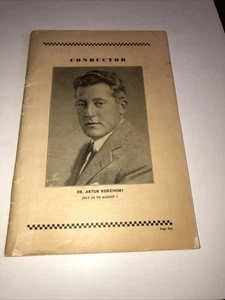 CONDUCTOR
DR. ARTUR RODZINSKI
JULY 28 TO AUGUST 1